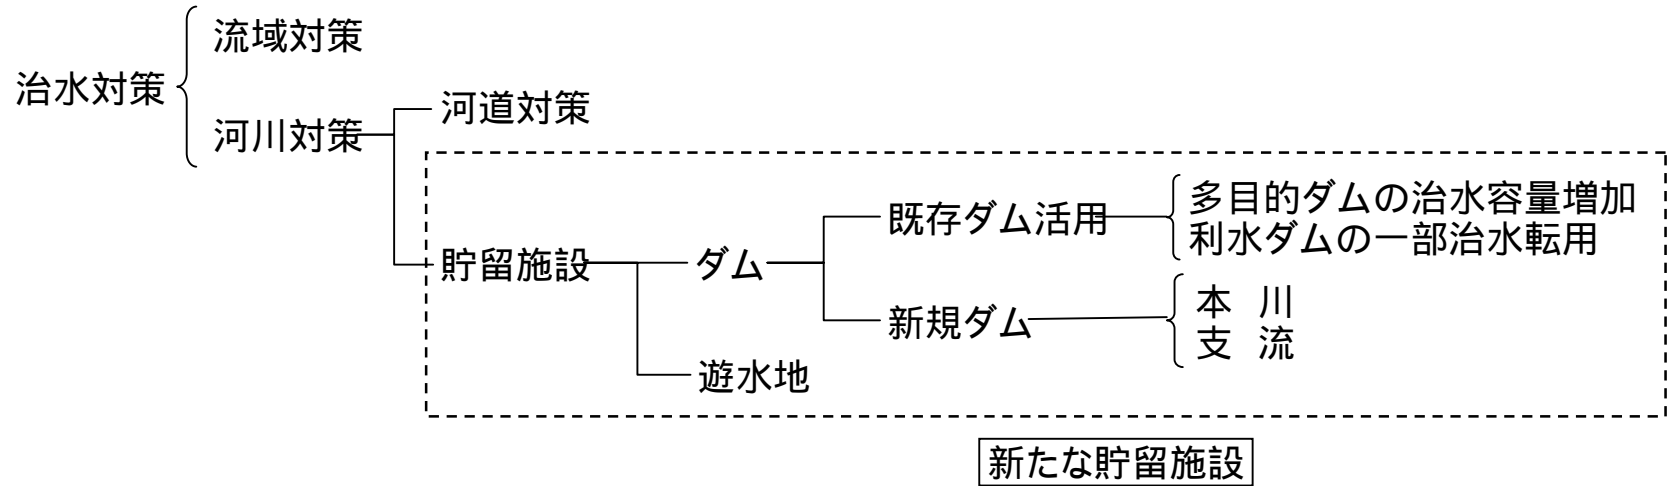 流域対策
治水対策
河川対策
河道対策
貯留施設
ダム
遊水地
既存ダム活用
多目的ダムの治水容量増加
利水ダムの一部治水転用
新規ダム
本 川
支 流
新たな貯留施設